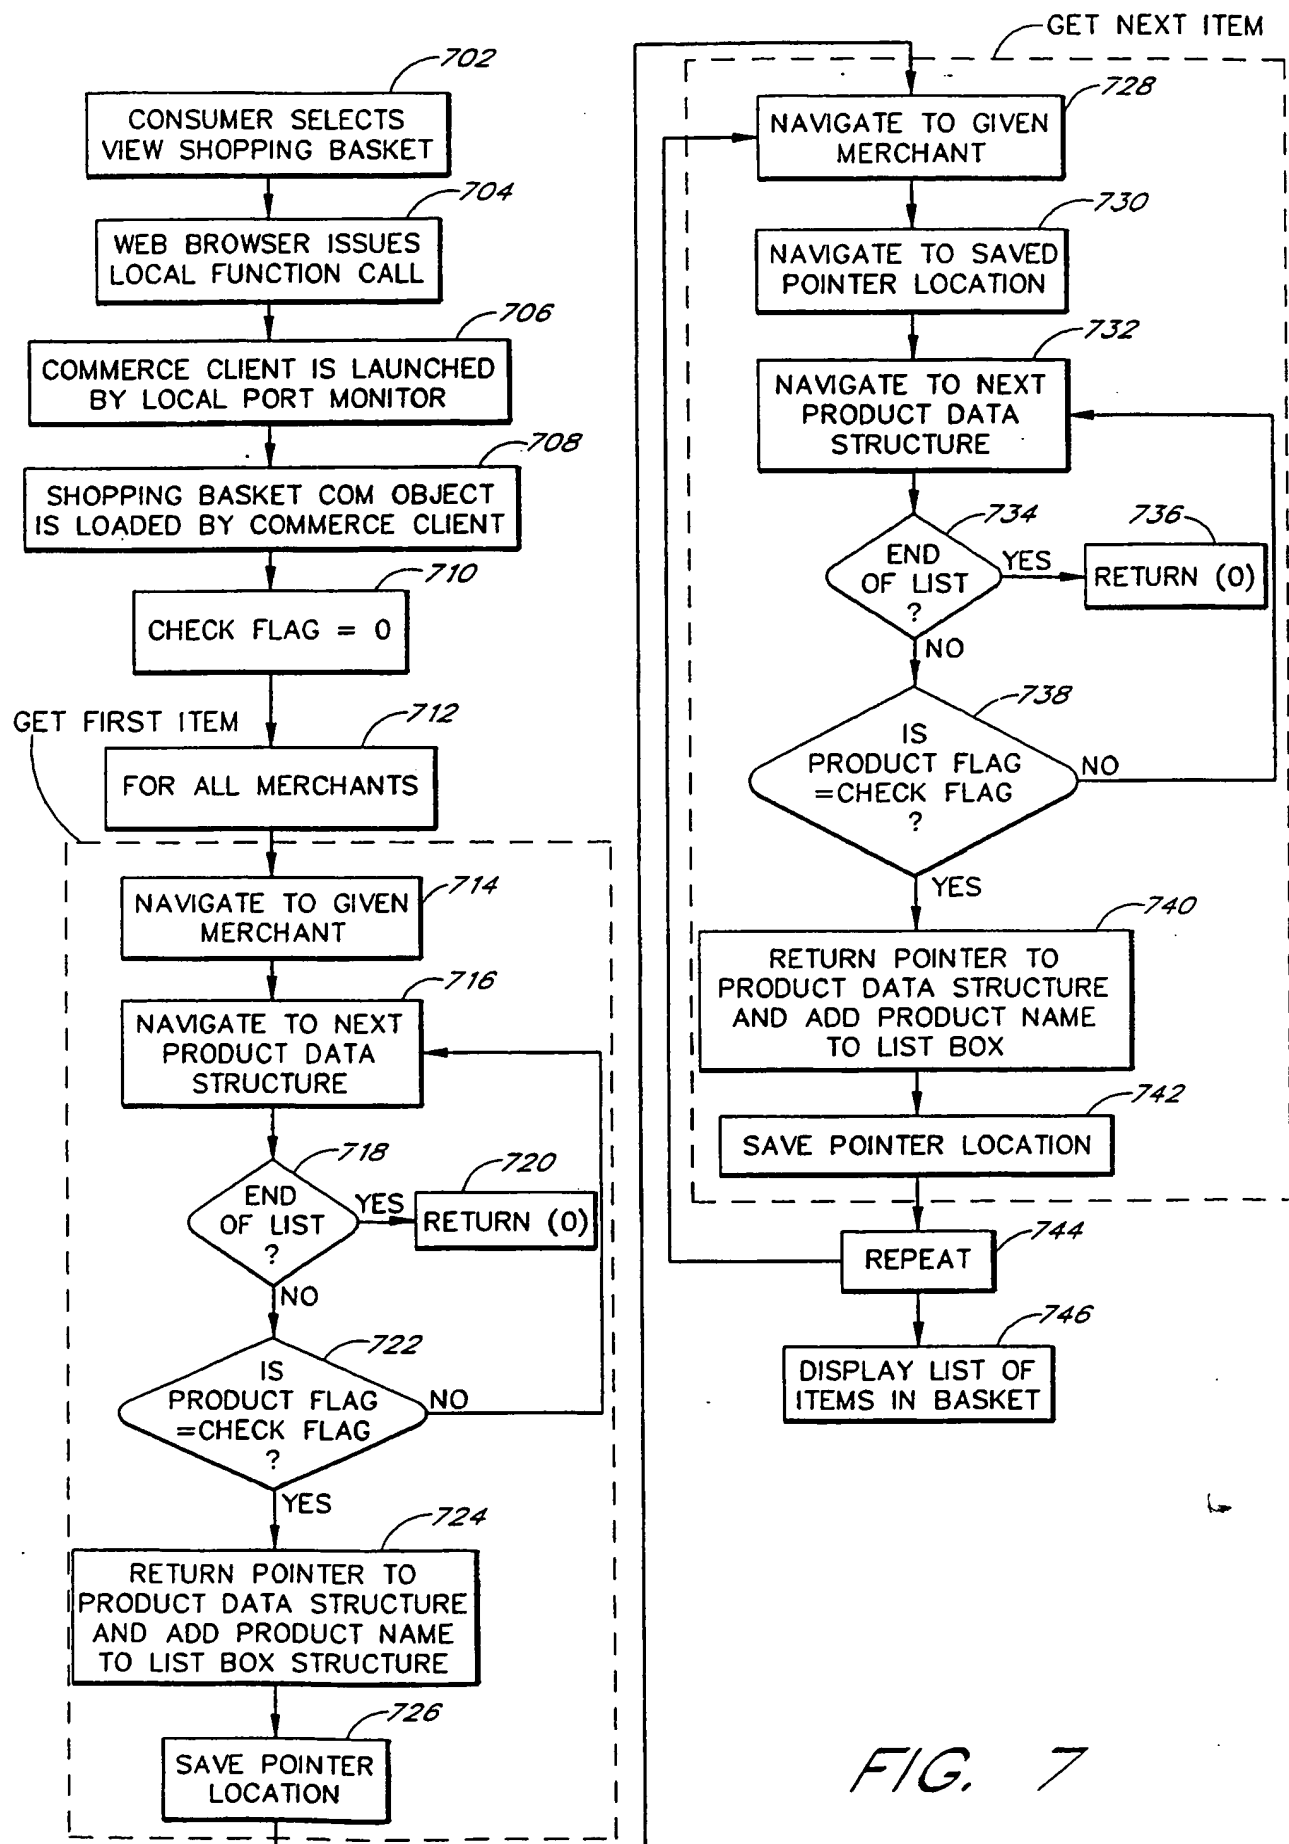 702
CONSUMER SELECTS
VIEW SHOPPING BASKET
704
WEB BROWSER ISSUES
LOCAL FUNCTION CALL
706
COMMERCE CLIENT IS LAUNCHED
BY LOCAL PORT MONITOR
708
SHOPPING BASKET COM OBJECT
IS LOADED BY COMMERCE CLIENT
710
CHECK FLAG = 0
GET FIRST ITEM
712
FOR ALL MERCHANTS
714
NAVIGATE TO GIVEN
MERCHANT
716
NAVIGATE TO NEXT
PRODUCT DATA
STRUCTURE
718
END
OF LIST
?
YES
720
RETURN (0)
NO
722
IS
PRODUCT FLAG
=CHECK FLAG
?
NO
YES
724
RETURN POINTER TO
PRODUCT DATA STRUCTURE
AND ADD PRODUCT NAME
TO LIST BOX STRUCTURE
726
SAVE POINTER
LOCATION
GET NEXT ITEM
728
NAVIGATE TO GIVEN
MERCHANT
730
NAVIGATE TO SAVED
POINTER LOCATION
732
NAVIGATE TO NEXT
PRODUCT DATA
STRUCTURE
734
END
OF LIST
?
YES
736
RETURN (0)
NO
738
IS
PRODUCT FLAG
=CHECK FLAG
?
NO
YES
740
RETURN POINTER TO
PRODUCT DATA STRUCTURE
AND ADD PRODUCT NAME
TO LIST BOX
742
SAVE POINTER LOCATION
744
REPEAT
746
DISPLAY LIST OF
ITEMS IN BASKET
FIG. 7